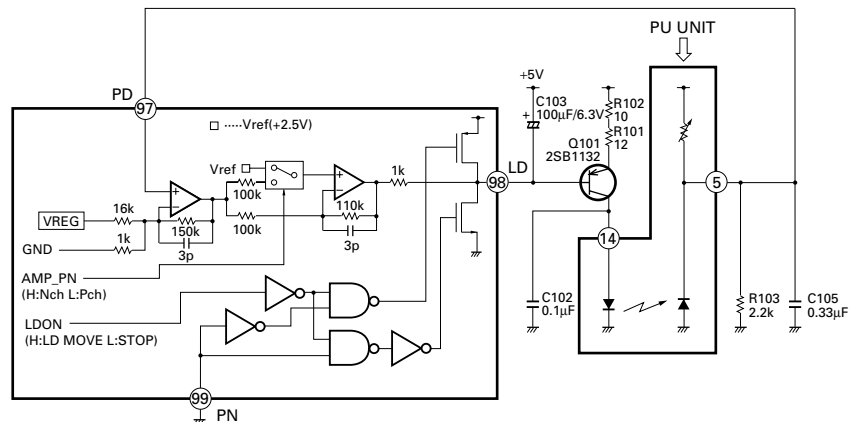 PU UNIT
PD
97
+5V
C103
100µF/6.3V
+
R102
10
R101
12
Q101
2SB1132
.....Vref(+2.5V)
Vref
100k
1k
98
LD
5
VREG
16k
+
-
150k
3p
100k
+
-
110k
3p
GND
1k
14
AMP_PN
(H:Nch L:Pch)
LDON
(H:LD MOVE L:STOP)
C102
0.1µF
R103
2.2k
C105
0.33µF
99
PN